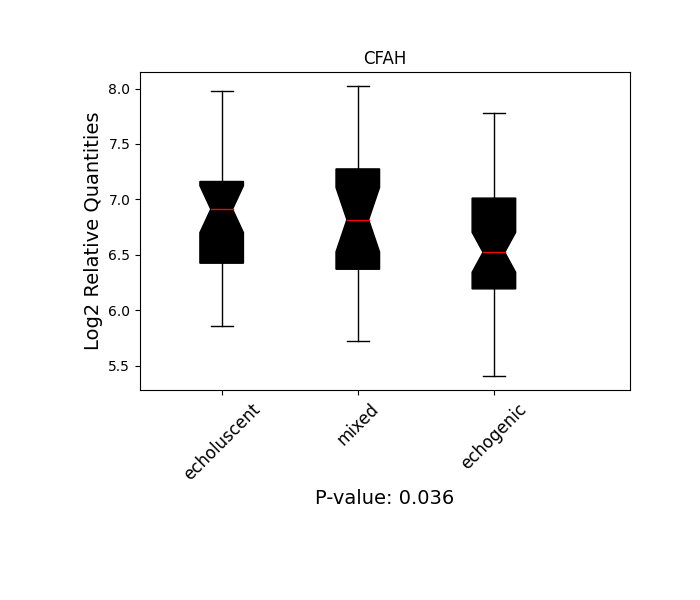 CFAH
Log2 Relative Quantities
8.0
7.5
7.0
6.5
6.0
5.5
echoluscent
mixed
echogenic
P-value: 0.036